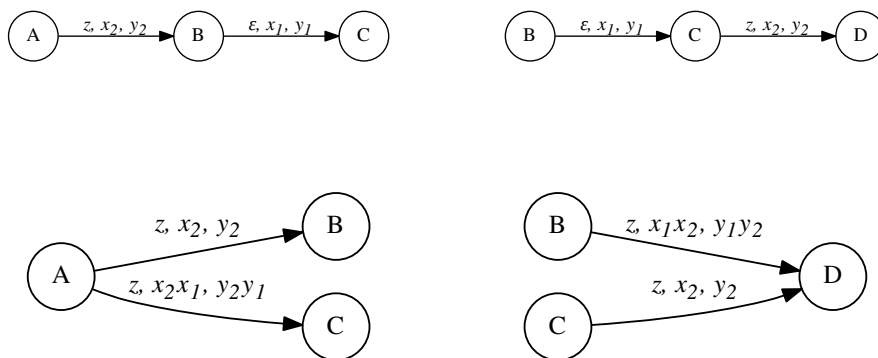 A z, x₂, y₂ B ε, x₁, y₁ C
B ε, x₁, y₁ C z, x₂, y₂ D
A z, x₂, y₂ B
z, x₂x₁, y₂y₁ C
B z, x₁x₂, y₁y₂ D
C z, x₂, y₂